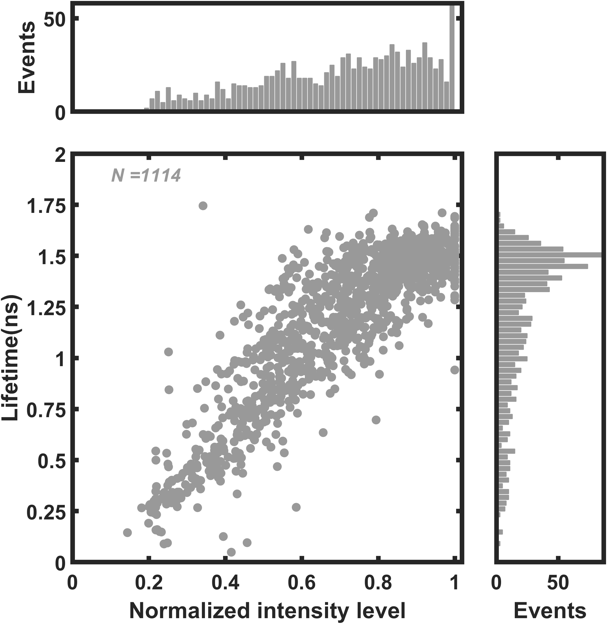 50
Events
0
2
N =1114
1.75
1.5
1.25
Lifetime(ns)
1
0.75
0.5
0.25
0
0 0.2 0.4 0.6 0.8 1
0 50
Normalized intensity level
Events